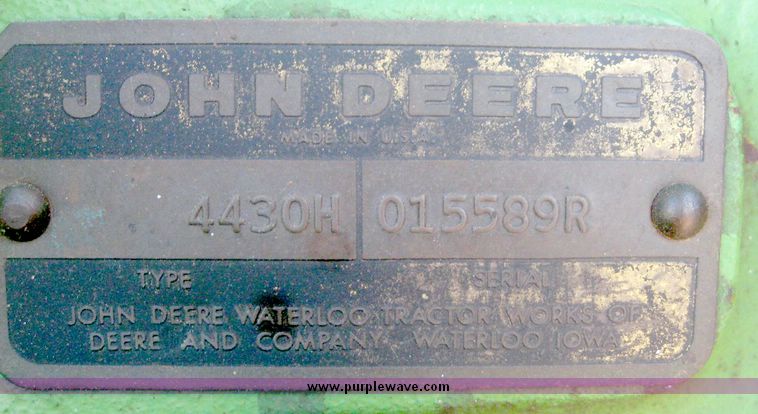 JOHN DEERE
MADE IN U.S.A.
4430H 015589R
TYPE SERIAL
JOHN DEERE WATERLOO TRACTOR WORKS OF
DEERE AND COMPANY WATERLOO IOWA
www.purplewave.com